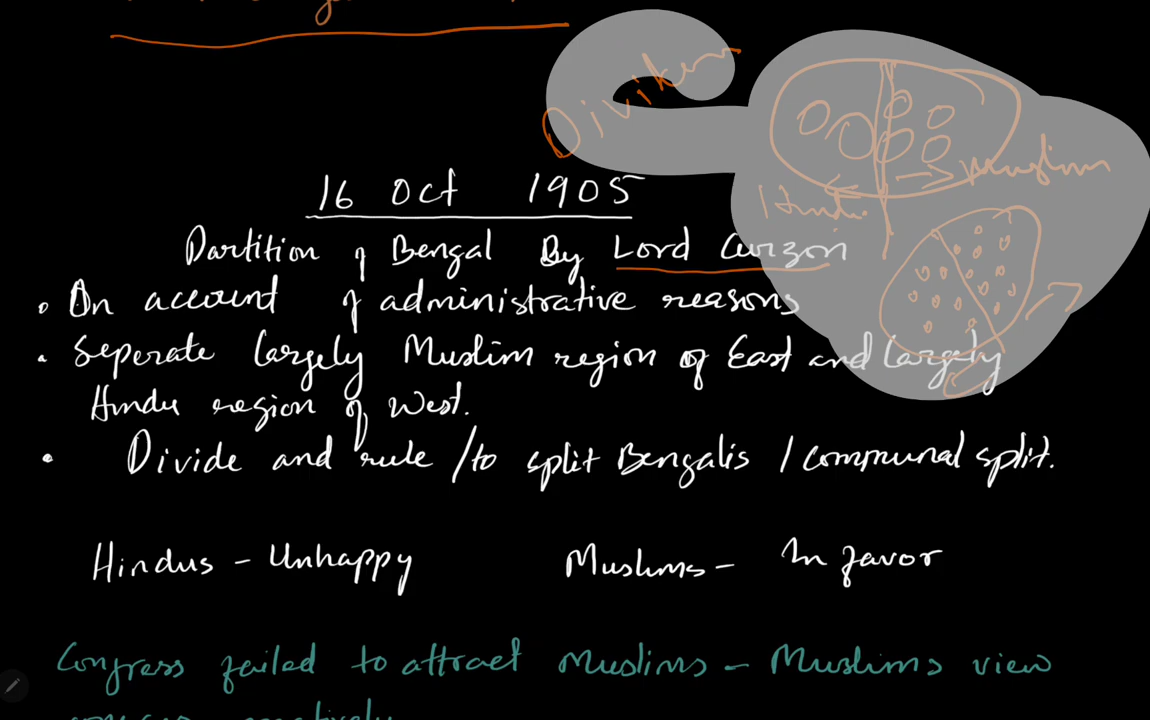 16 Oct 1905
Muslim
Hindu
Partition of Bengal By Lord Curzon
• On account of administrative reasons
• Seperate largely Muslim region of East and largely
Hindu region of West.
• Divide and rule / to split Bengalis / communal split.
Hindus - Unhappy Muslims - In favor
Congress failed to attract Muslims - Muslims view